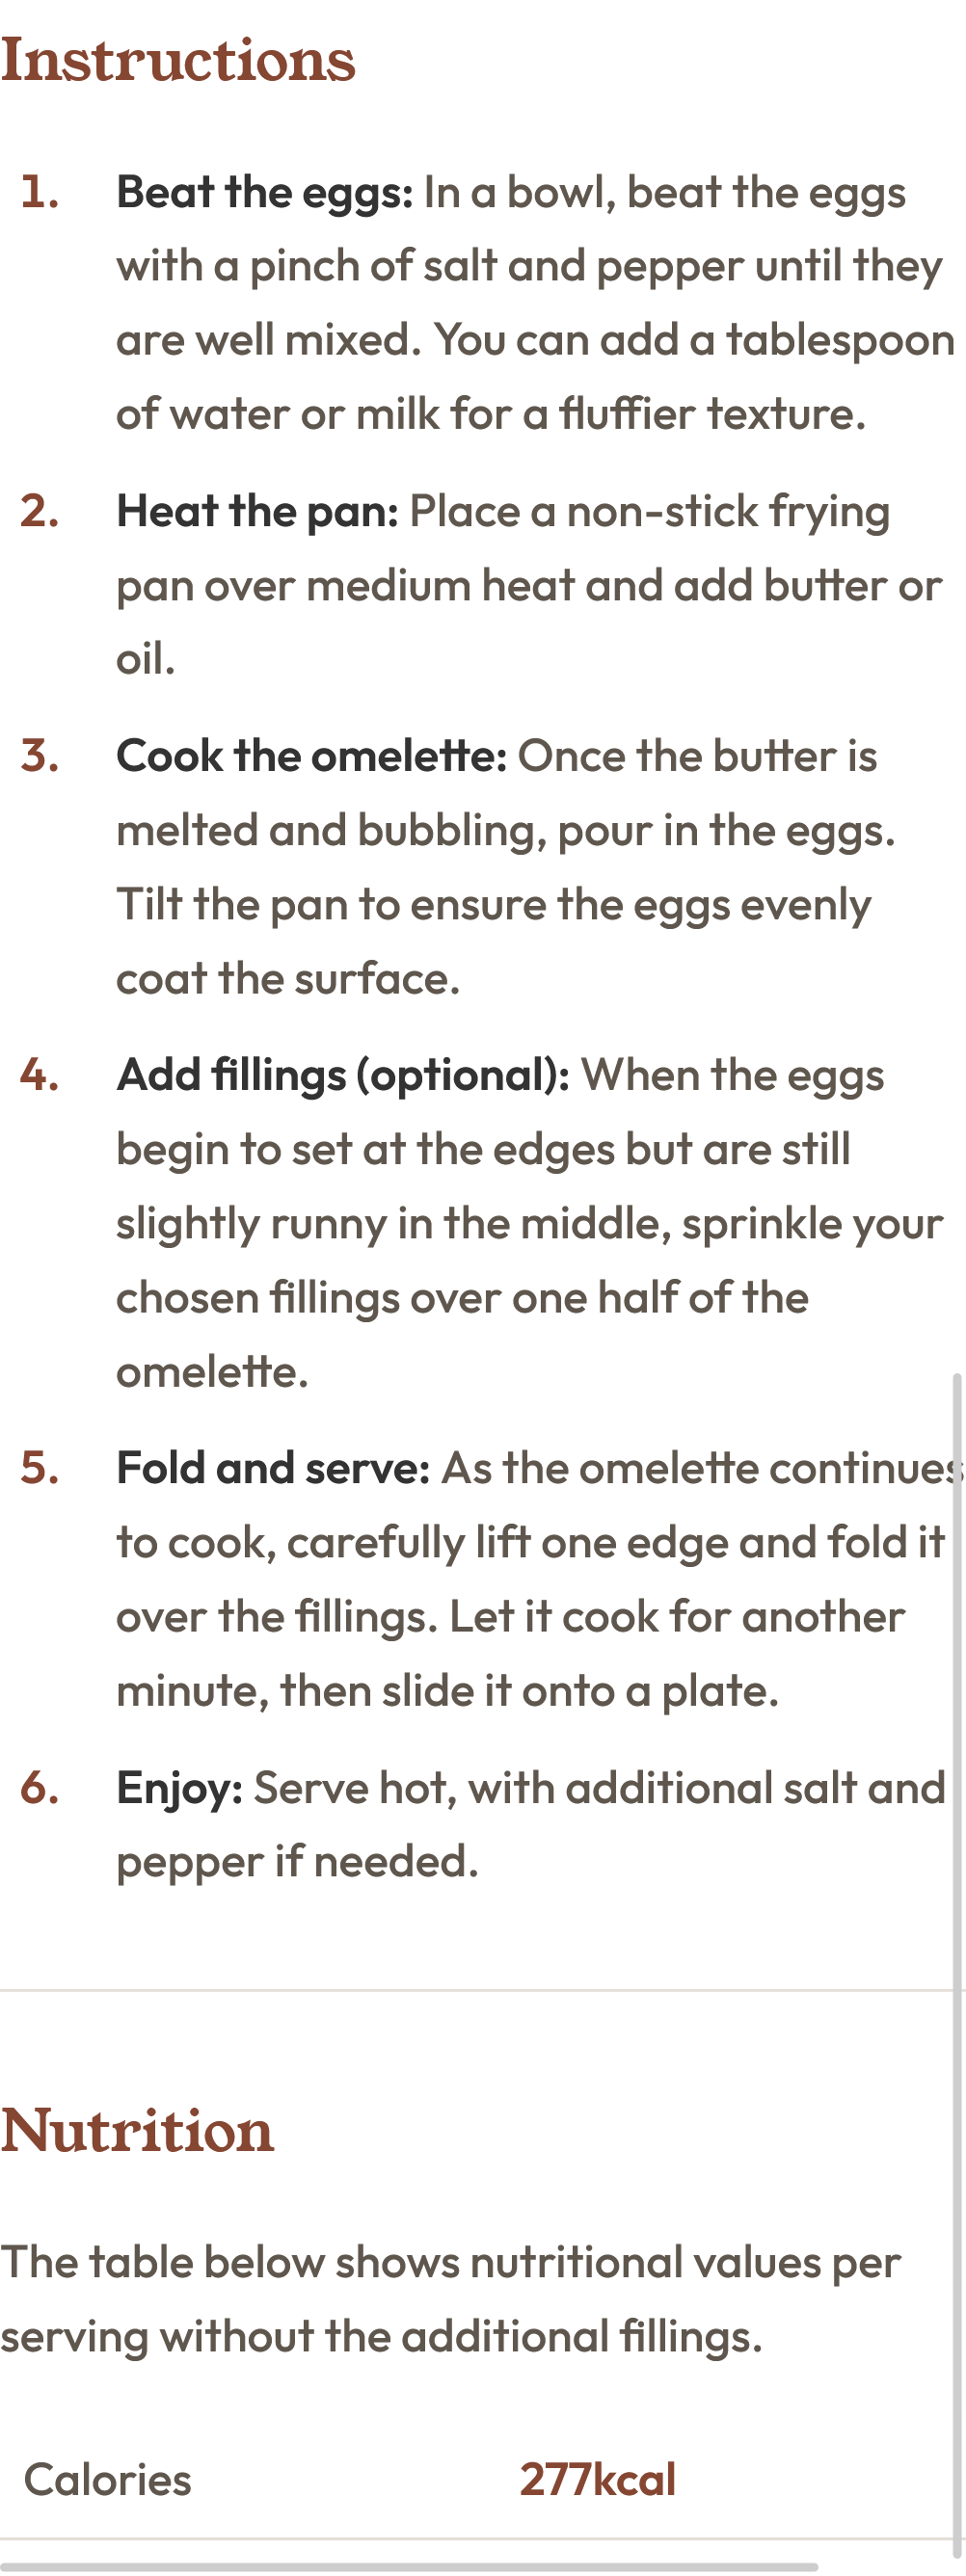 Instructions
1. Beat the eggs: In a bowl, beat the eggs
with a pinch of salt and pepper until they
are well mixed. You can add a tablespoon
of water or milk for a fluffier texture.
2. Heat the pan: Place a non-stick frying
pan over medium heat and add butter or
oil.
3. Cook the omelette: Once the butter is
melted and bubbling, pour in the eggs.
Tilt the pan to ensure the eggs evenly
coat the surface.
4. Add fillings (optional): When the eggs
begin to set at the edges but are still
slightly runny in the middle, sprinkle your
chosen fillings over one half of the
omelette.
5. Fold and serve: As the omelette continues
to cook, carefully lift one edge and fold it
over the fillings. Let it cook for another
minute, then slide it onto a plate.
6. Enjoy: Serve hot, with additional salt and
pepper if needed.
Nutrition
The table below shows nutritional values per
serving without the additional fillings.
Calories 277kcal